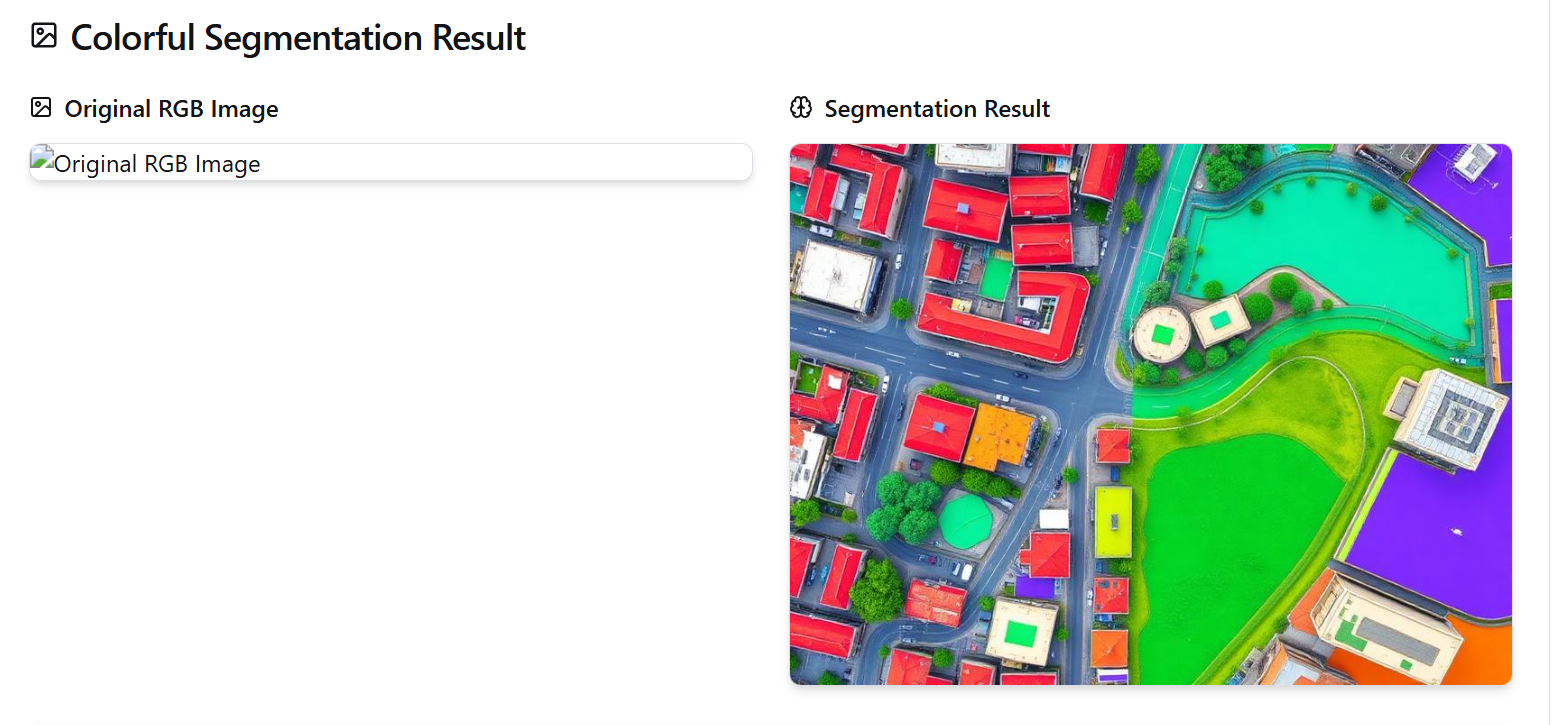 Colorful Segmentation Result
Original RGB Image
Segmentation Result
Original RGB Image